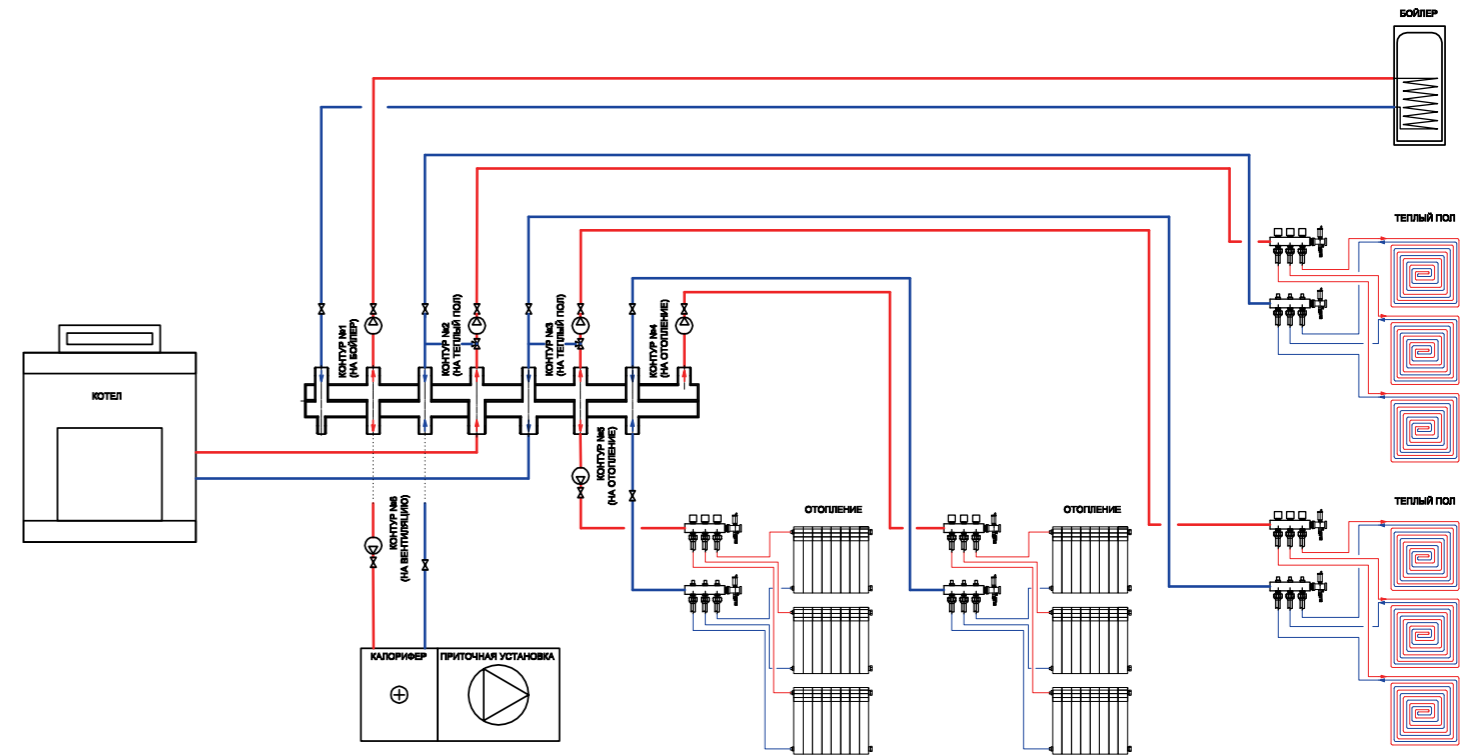 БОЙЛЕР
ТЕПЛЫЙ ПОЛ
КОНТУР №1
(НА БОЙЛЕР)
КОНТУР №2
(НА ТЕПЛЫЙ ПОЛ)
КОНТУР №3
(НА ТЕПЛЫЙ ПОЛ)
КОНТУР №4
(НА ОТОПЛЕНИЕ)
КОТЕЛ
КОНТУР №5
(НА ОТОПЛЕНИЕ)
КОНТУР №6
(НА ВЕНТИЛЯЦИЮ)
ОТОПЛЕНИЕ
ОТОПЛЕНИЕ
ТЕПЛЫЙ ПОЛ
КАЛОРИФЕР
ПРИТОЧНАЯ УСТАНОВКА